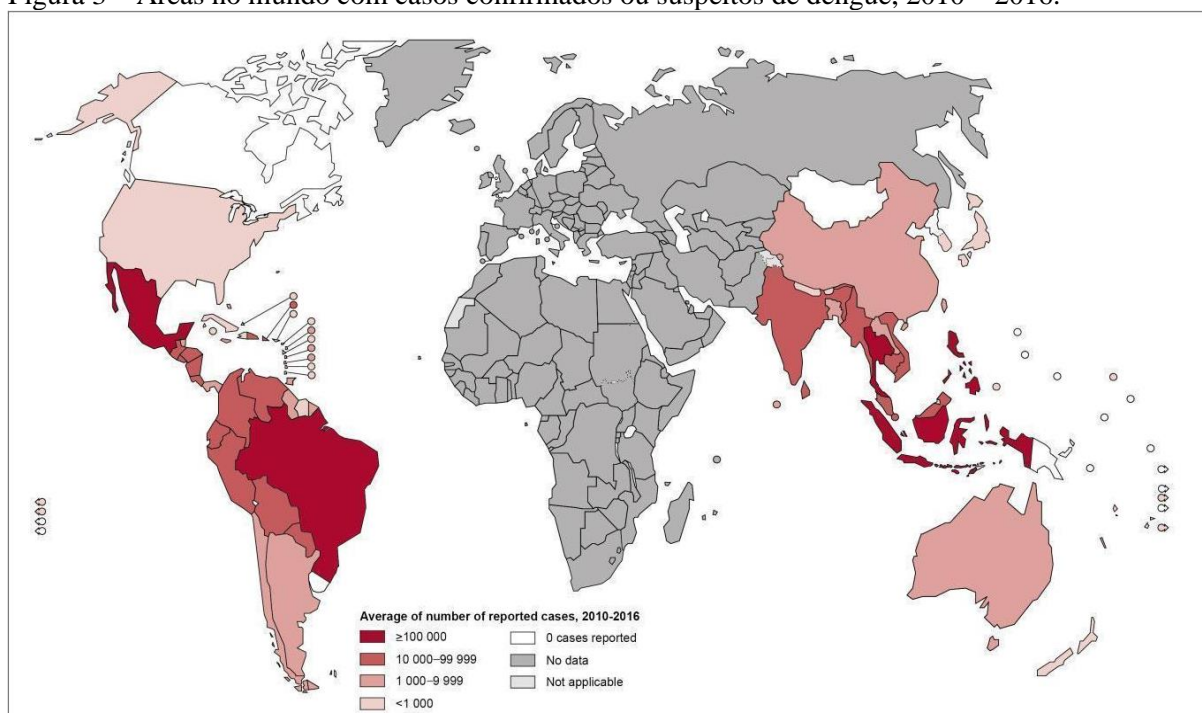 Figura 3 – Áreas no mundo com casos confirmados ou suspeitos de dengue, 2010 – 2016.
Average of number of reported cases, 2010-2016
≥100 000
10 000–99 999
1 000–9 999
<1 000
0 cases reported
No data
Not applicable